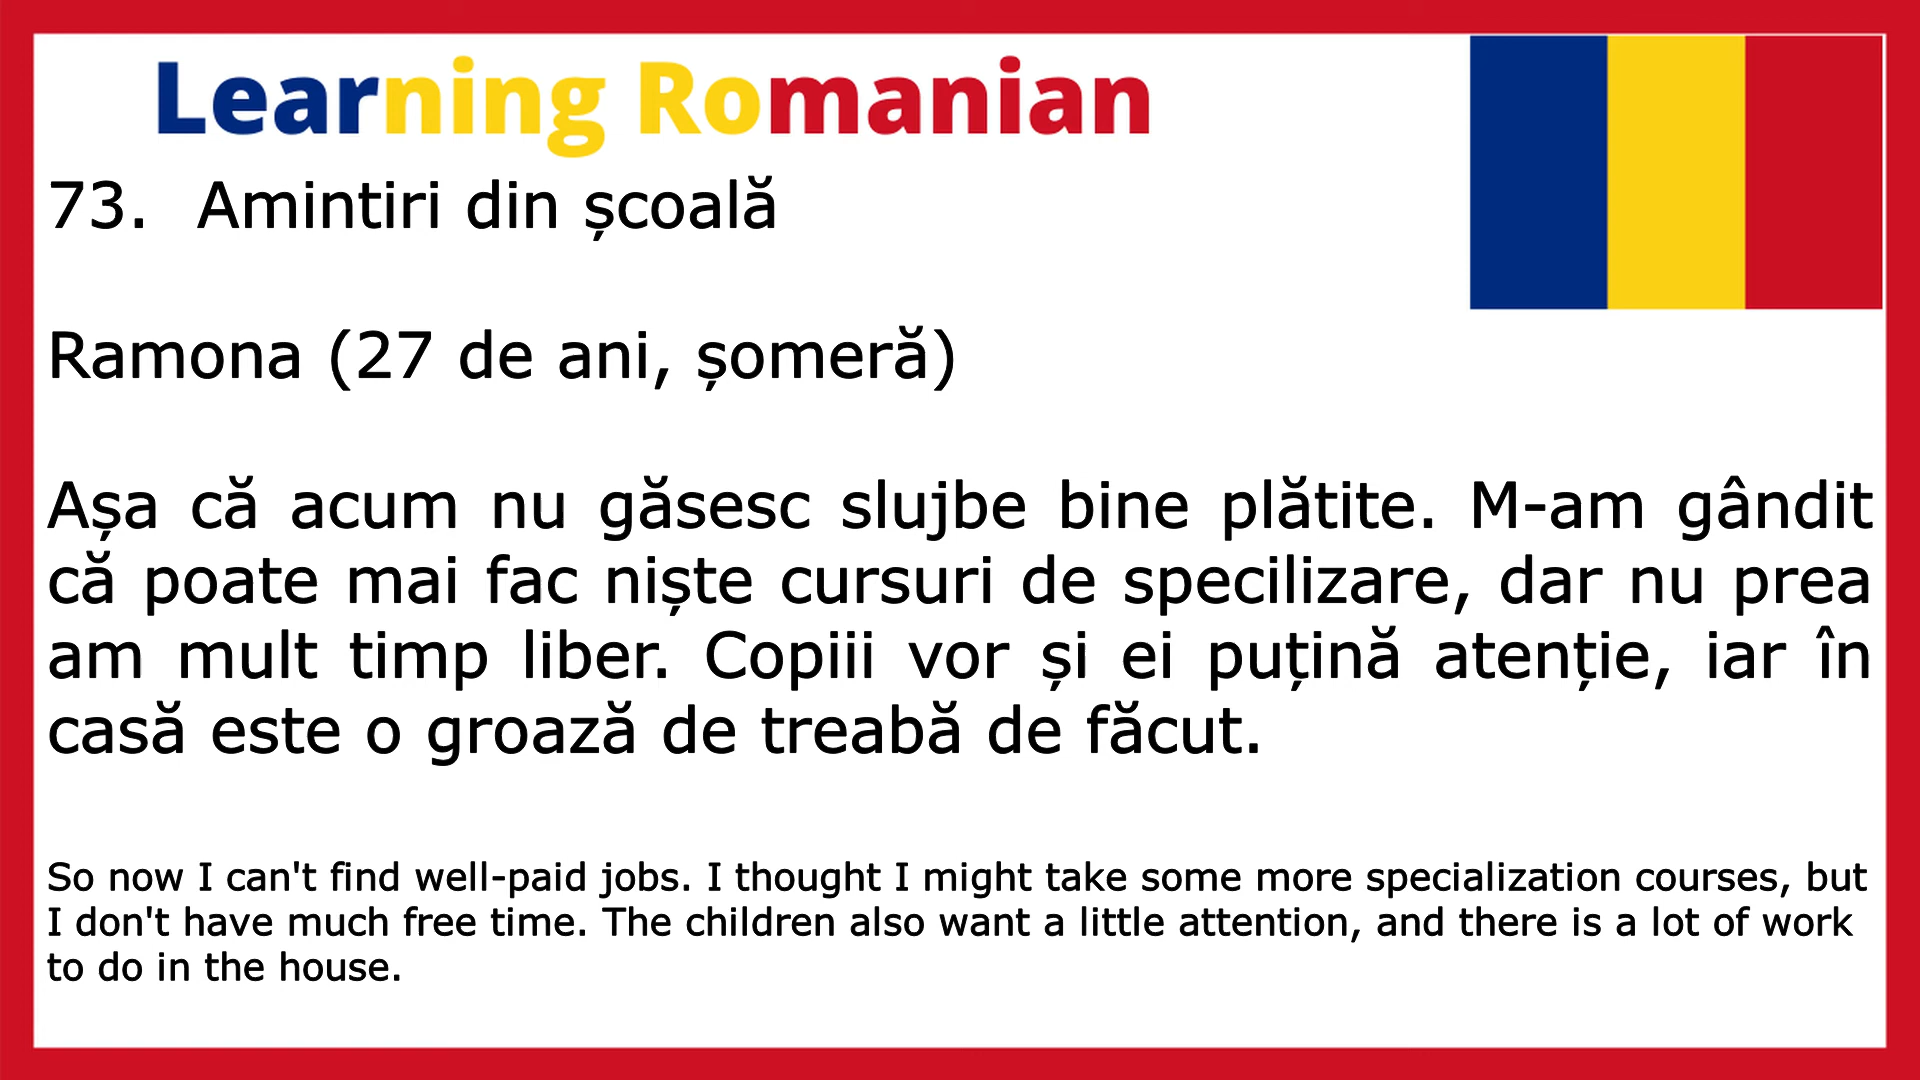 Learning Romanian
73. Amintiri din școală
Ramona (27 de ani, șomeră)
Așa că acum nu găsesc slujbe bine plătite. M-am gândit
că poate mai fac niște cursuri de specilizare, dar nu prea
am mult timp liber. Copiii vor și ei puțină atenție, iar în
casă este o groază de treabă de făcut.
So now I can't find well-paid jobs. I thought I might take some more specialization courses, but
I don't have much free time. The children also want a little attention, and there is a lot of work
to do in the house.